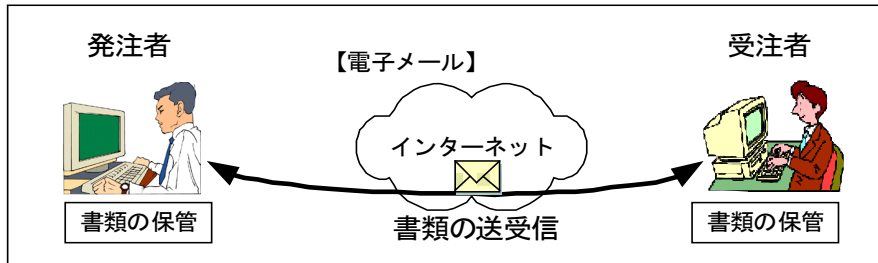 発注者
【電子メール】
受注者
インターネット
書類の送受信
書類の保管
書類の保管